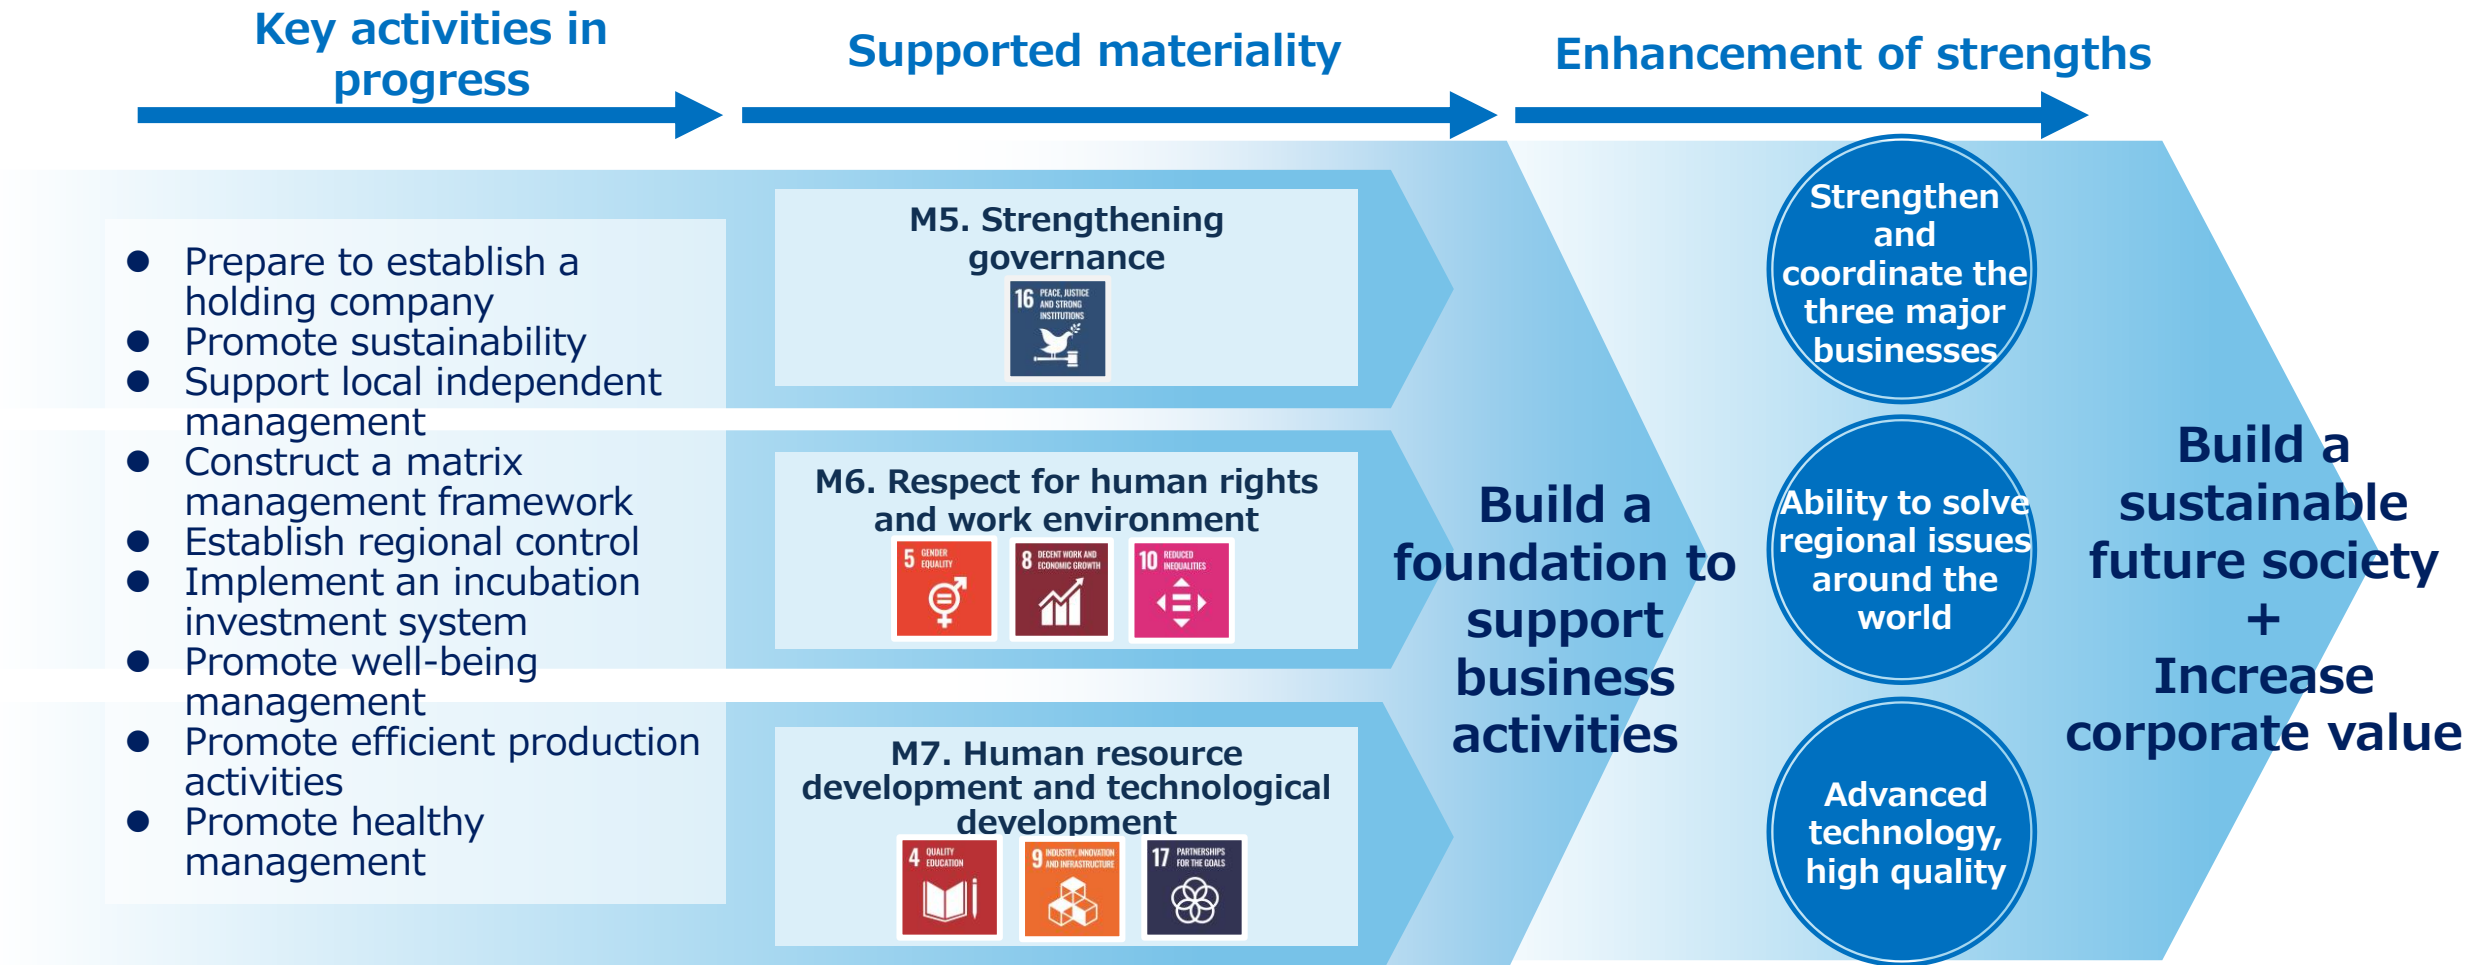 Key activities in
progress
Supported materiality
Enhancement of strengths
● Prepare to establish a
holding company
● Promote sustainability
● Support local independent
management
● Construct a matrix
management framework
● Establish regional control
● Implement an incubation
investment system
● Promote well-being
management
● Promote efficient production
activities
● Promote healthy
management
M5. Strengthening
governance
16 PEACE, JUSTICE
AND STRONG
INSTITUTIONS
M6. Respect for human rights
and work environment
5 GENDER
EQUALITY
8 DECENT WORK AND
ECONOMIC GROWTH
10 REDUCED
INEQUALITIES
M7. Human resource
development and technological
development
4 QUALITY
EDUCATION
9 INDUSTRY, INNOVATION
AND INFRASTRUCTURE
17 PARTNERSHIPS
FOR THE GOALS
Build a
foundation to
support
business
activities
Strengthen
and
coordinate the
three major
businesses
Ability to solve
regional issues
around the
world
Advanced
technology,
high quality
Build a
sustainable
future society
+
Increase
corporate value